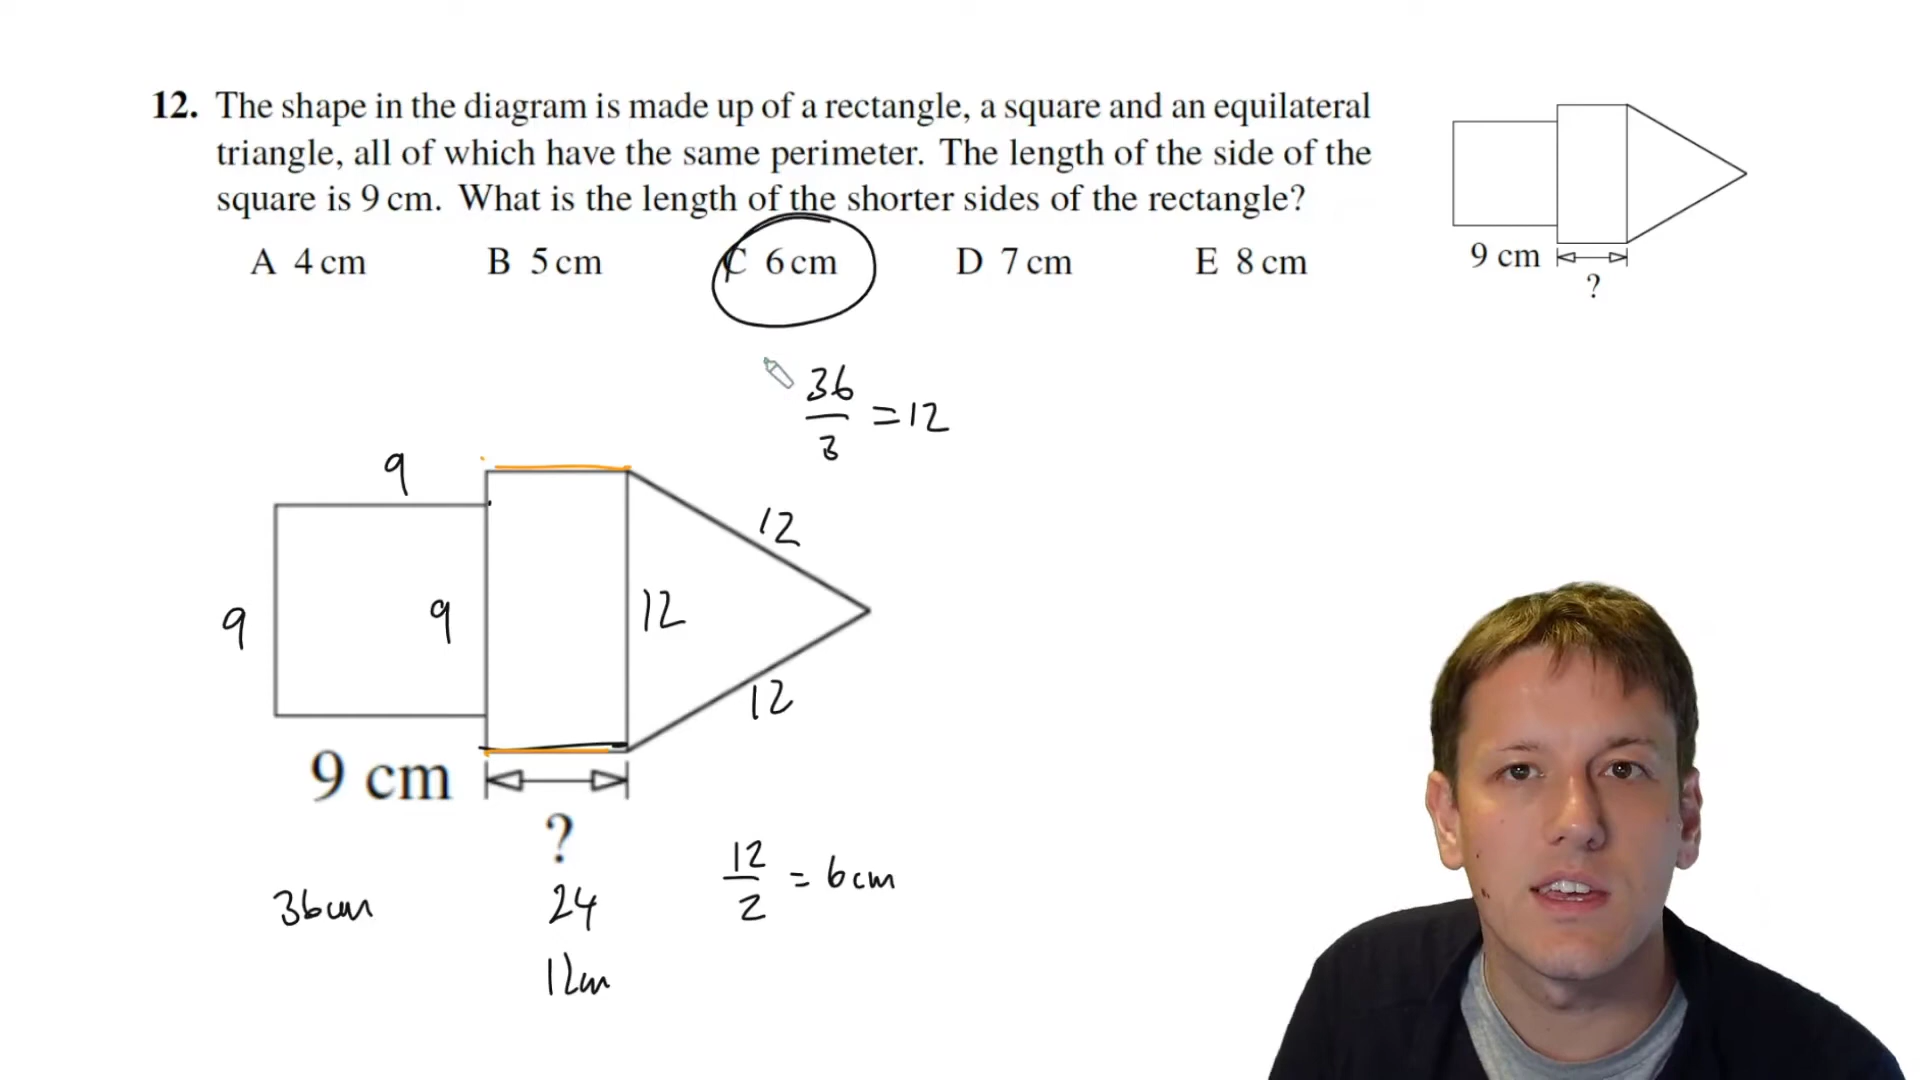 12. The shape in the diagram is made up of a rectangle, a square and an equilateral
triangle, all of which have the same perimeter. The length of the side of the
square is 9 cm. What is the length of the shorter sides of the rectangle?
A 4 cm B 5 cm C 6 cm D 7 cm E 8 cm
9 cm
?
36
3
=12
9
12
9
9
12
12
9 cm
?
36cm
24
12cm
12
2
= 6cm